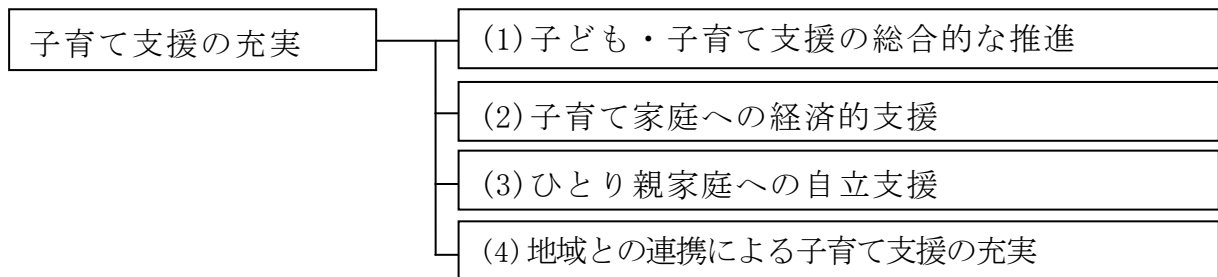 子育て支援の充実
(1)子ども・子育て支援の総合的な推進
(2)子育て家庭への経済的支援
(3)ひとり親家庭への自立支援
(4)地域との連携による子育て支援の充実